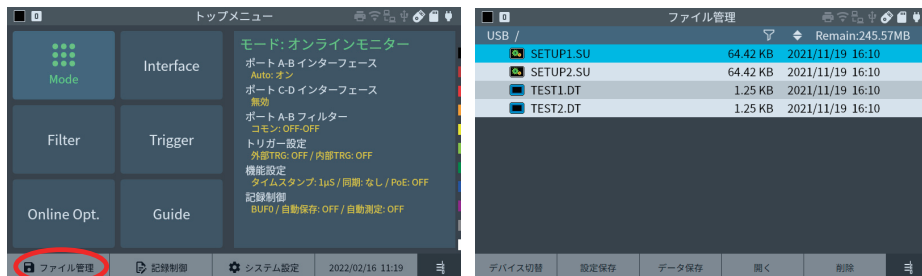 0 トップメニュー
Mode
Interface
Filter
Trigger
Online Opt.
Guide
モード: オンラインモニター
ポート A-B インターフェース
Auto: オン
ポート C-D インターフェース
無効
ポート A-B フィルター
コモン: OFF-OFF
トリガー設定
外部TRG: OFF / 内部TRG: OFF
機能設定
タイムスタンプ: 1μS / 同期: なし / PoE: OFF
記録制御
BUF0 / 自動保存: OFF / 自動測定: OFF
ファイル管理 記録制御 システム設定 2022/02/16 11:19
0 ファイル管理
USB / Remain:245.57MB
SETUP1.SU 64.42 KB 2021/11/19 16:10
SETUP2.SU 64.42 KB 2021/11/19 16:10
TEST1.DT 1.25 KB 2021/11/19 16:10
TEST2.DT 1.25 KB 2021/11/19 16:10
デバイス切替 設定保存 データ保存 開く 削除